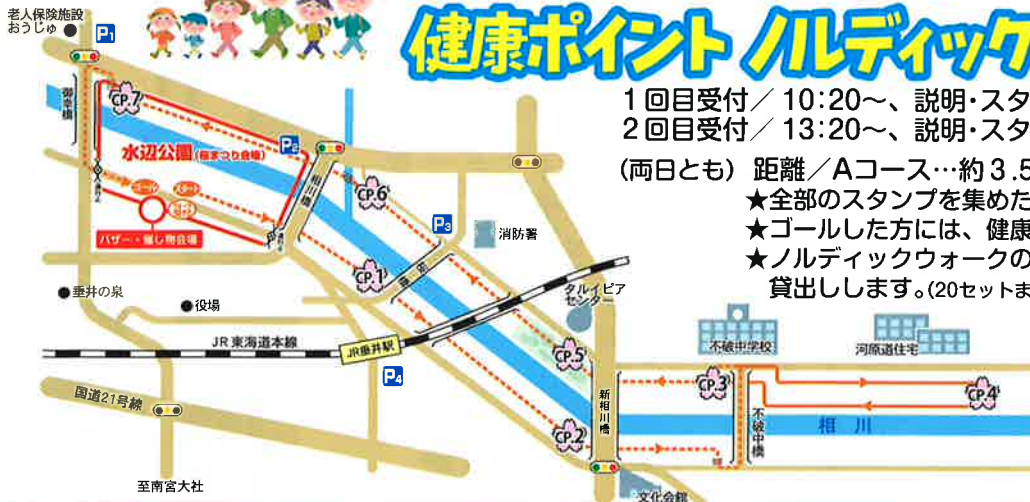 老人保険施設
おうじゅ
P1
健康ポイント ノルディック
1回目受付／10:20～、説明・スタ
2回目受付／13:20～、説明・スタ
(両日とも) 距離／Aコース…約3.5
★全部のスタンプを集めた
★ゴールした方には、健康
★ノルディックウォークの
貸出しします。(20セットま
御幸橋
CP.7
水辺公園(桜まつり会場)
P2
相川橋
CP.6
P3
消防署
ゴール
スタート
バザー・催し物会場
CP.1
垂井の泉
役場
タルイピア
センター
JR東海道本線
JR垂井駅
P4
CP.5
不破中学校
河原道住宅
CP.3
CP.4
国道21号線
新相川橋
不破中橋
相川
CP.2
至南宮大社
文化会館